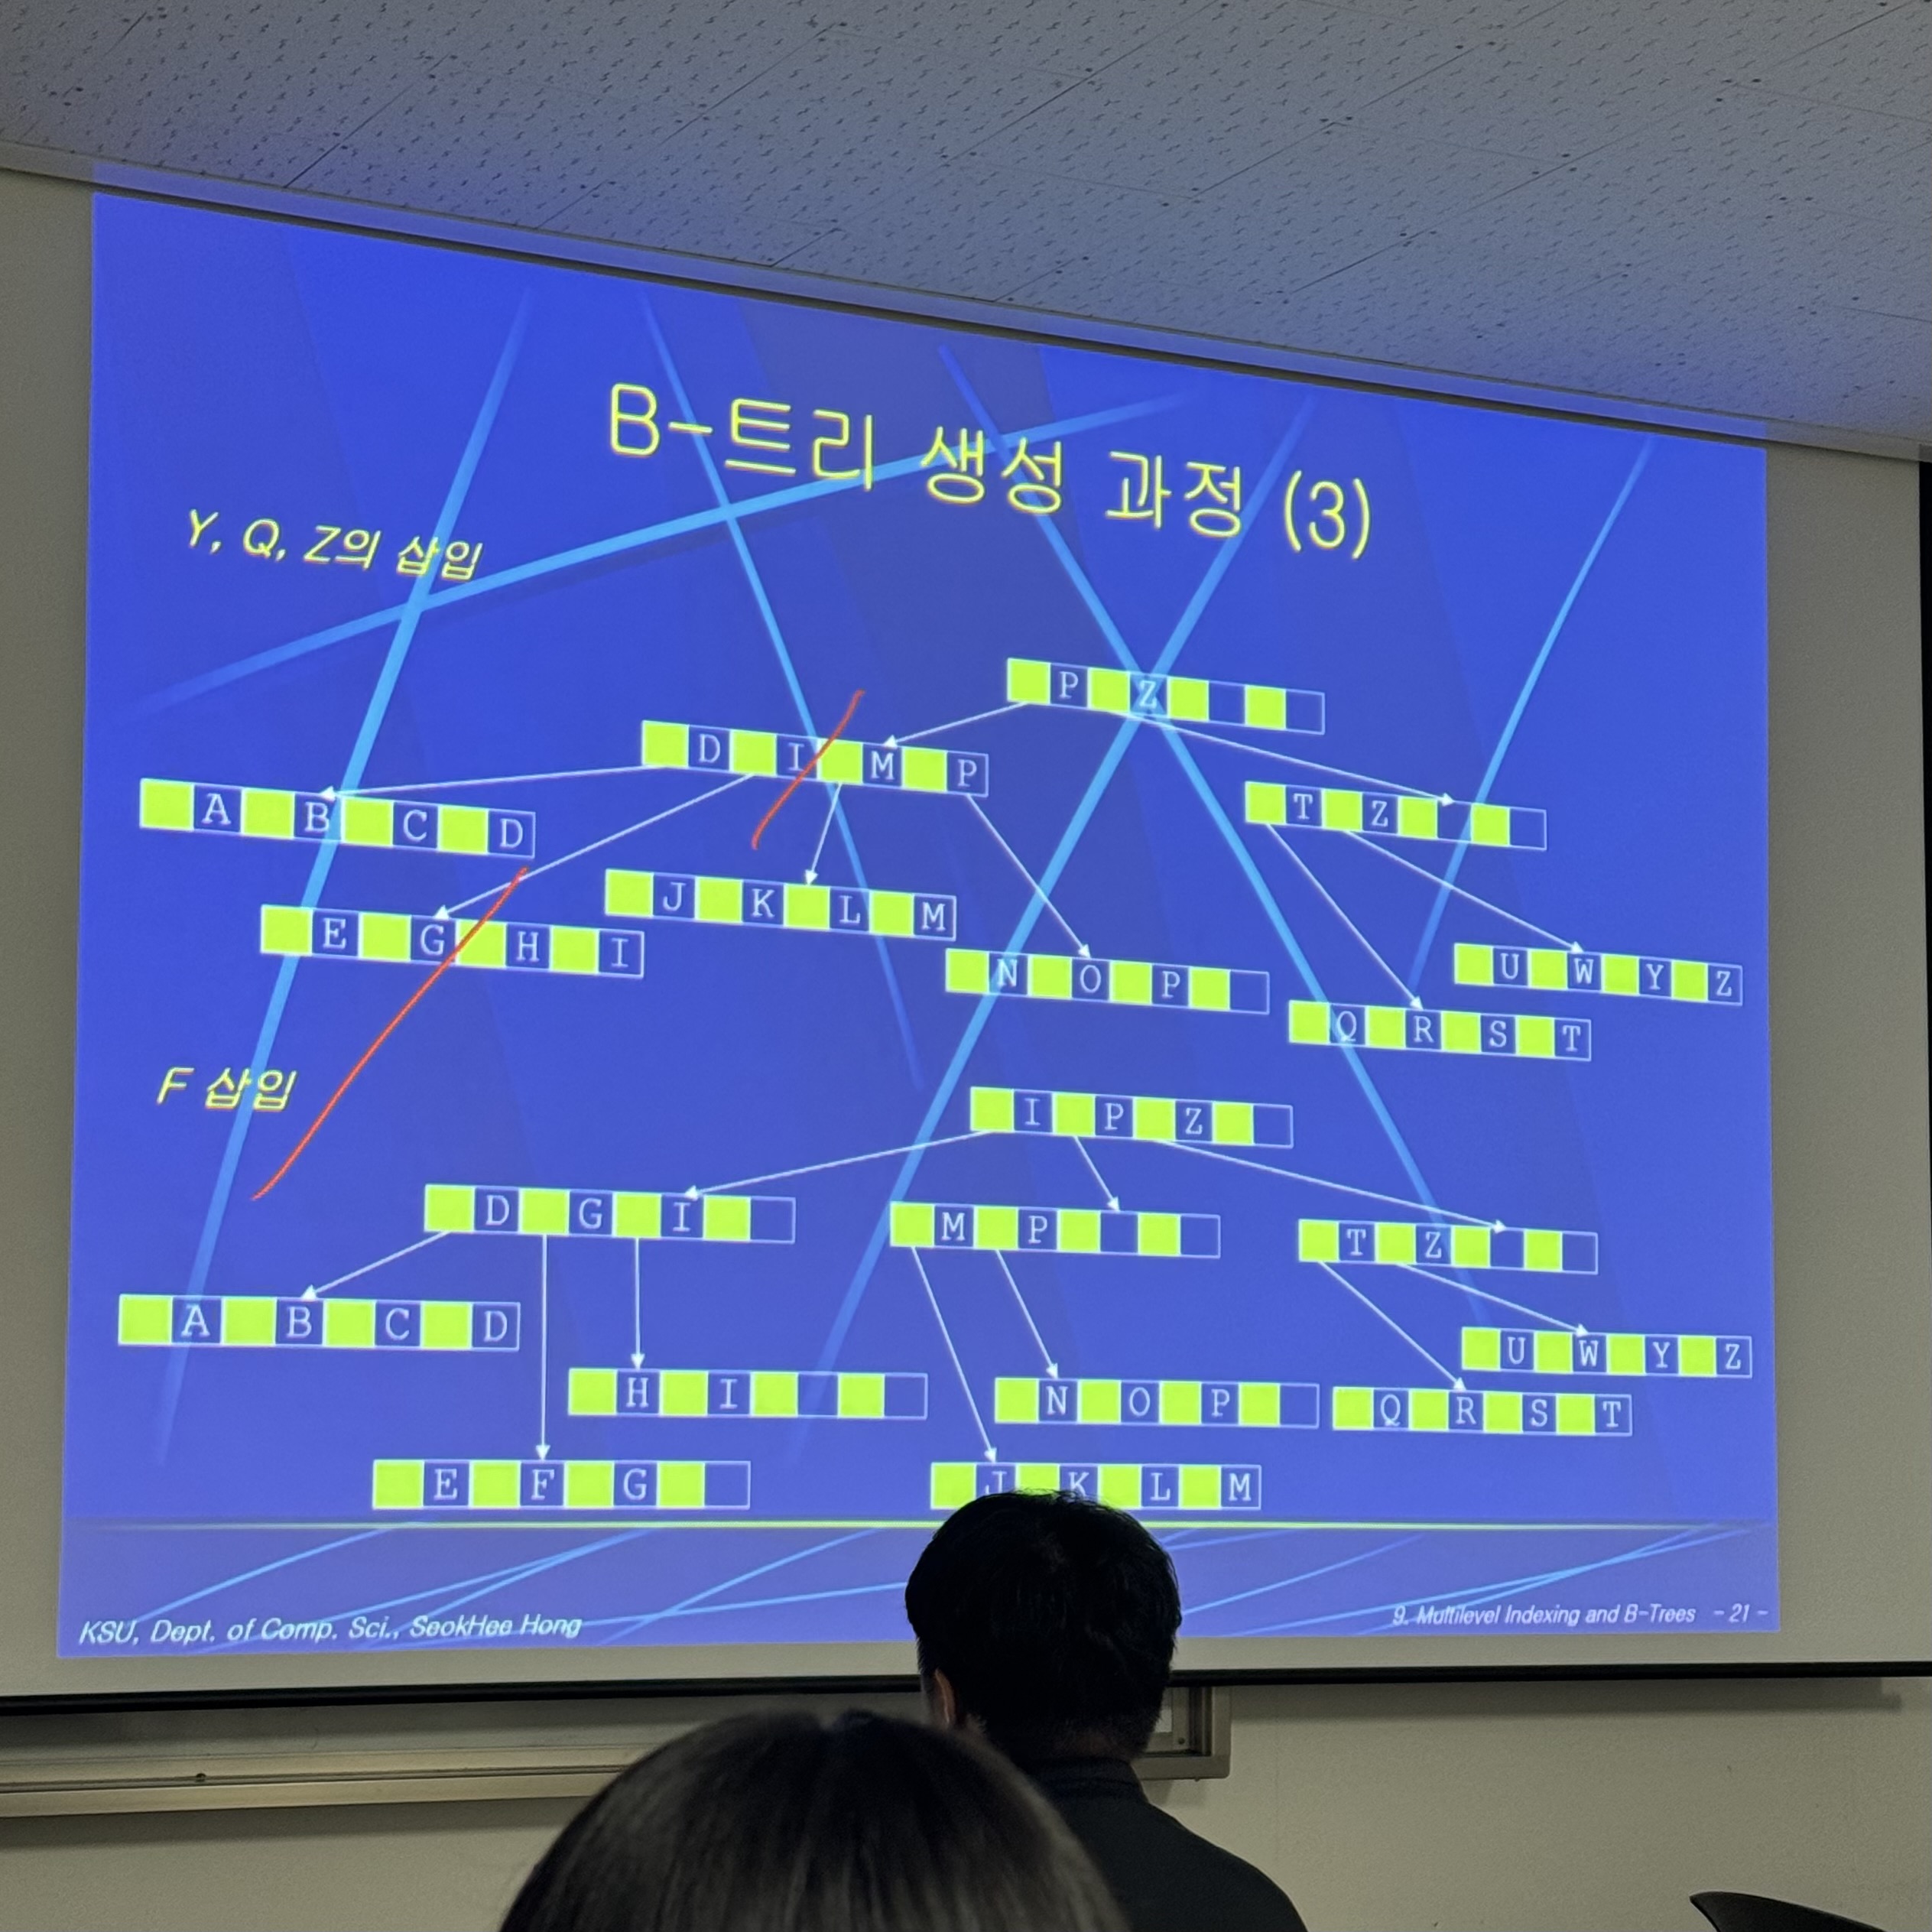 B-트리 생성 과정 (3)
Y, Q, Z의 삽입
P Z
D I M P
T Z
A B C D
J K L M
E G H I
N O P
U W Y Z
Q R S T
F 삽입
I P Z
D G I
M P
T Z
A B C D
U W Y Z
H I
N O P
Q R S T
E F G
J K L M
KSU, Dept. of Comp. Sci., SeokHee Hong
9. Multilevel Indexing and B-Trees - 21 -